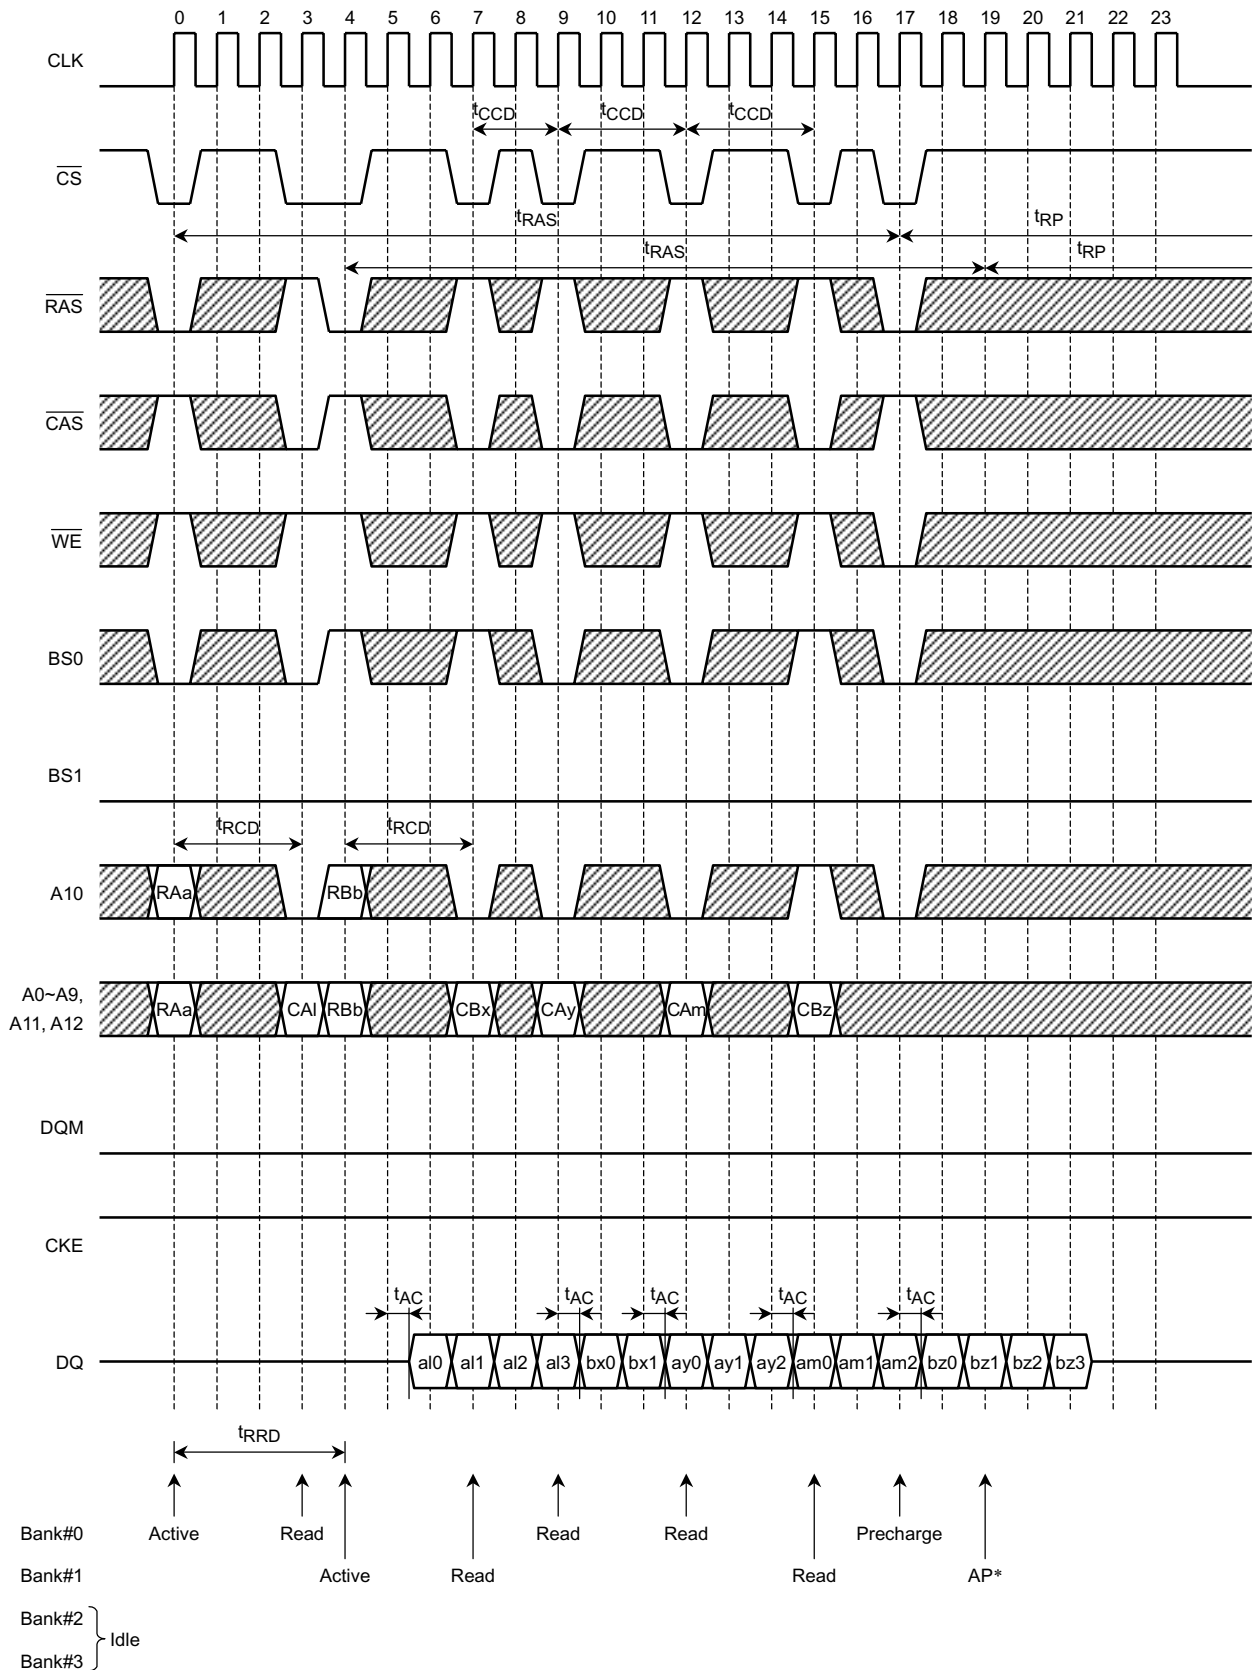 0 1 2 3 4 5 6 7 8 9 10 11 12 13 14 15 16 17 18 19 20 21 22 23
CLK
tCCD tCCD tCCD
CS
tRAS tRP
tRAS tRP
RAS
CAS
WE
BS0
BS1
tRCD tRCD
A10 RAa RBb
A0~A9,
A11, A12
RAa CAl RBb CBx CAy CAm CBz
DQM
CKE
tAC tAC tAC tAC tAC
DQ al0 al1 al2 al3 bx0 bx1 ay0 ay1 ay2 am0 am1 am2 bz0 bz1 bz2 bz3
tRRD
Bank#0 Active Read Read Read Precharge
Bank#1 Active Read Read AP*
Bank#2
Idle
Bank#3